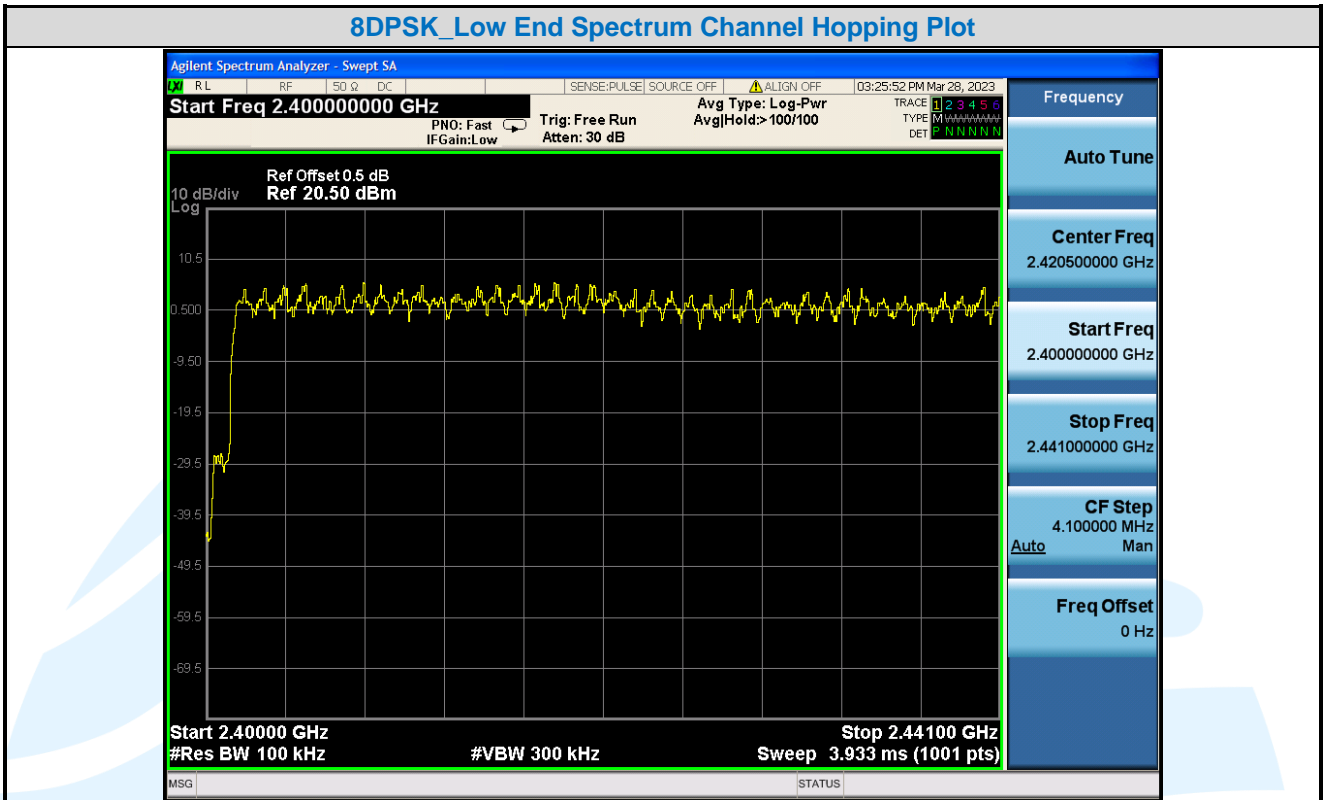 8DPSK_Low End Spectrum Channel Hopping Plot
Agilent Spectrum Analyzer - Swept SA
LXI RL RF 50 Ω DC SENSE:PULSE SOURCE OFF ALIGN OFF 03:25:52 PM Mar 28, 2023
Start Freq 2.400000000 GHz
PNO: Fast
IFGain:Low
Trig: Free Run
Atten: 30 dB
Avg Type: Log-Pwr
Avg|Hold:>100/100
TRACE 1 2 3 4 5 6
TYPE M
DET P N N N N N
Ref Offset 0.5 dB
10 dB/div Ref 20.50 dBm
Log
10.5
0.500
-9.50
-19.5
-29.5
-39.5
-49.5
-59.5
-69.5
Start 2.40000 GHz Stop 2.44100 GHz
#Res BW 100 kHz #VBW 300 kHz Sweep 3.933 ms (1001 pts)
MSG STATUS
Frequency
Auto Tune
Center Freq
2.420500000 GHz
Start Freq
2.400000000 GHz
Stop Freq
2.441000000 GHz
CF Step
4.100000 MHz
Auto Man
Freq Offset
0 Hz